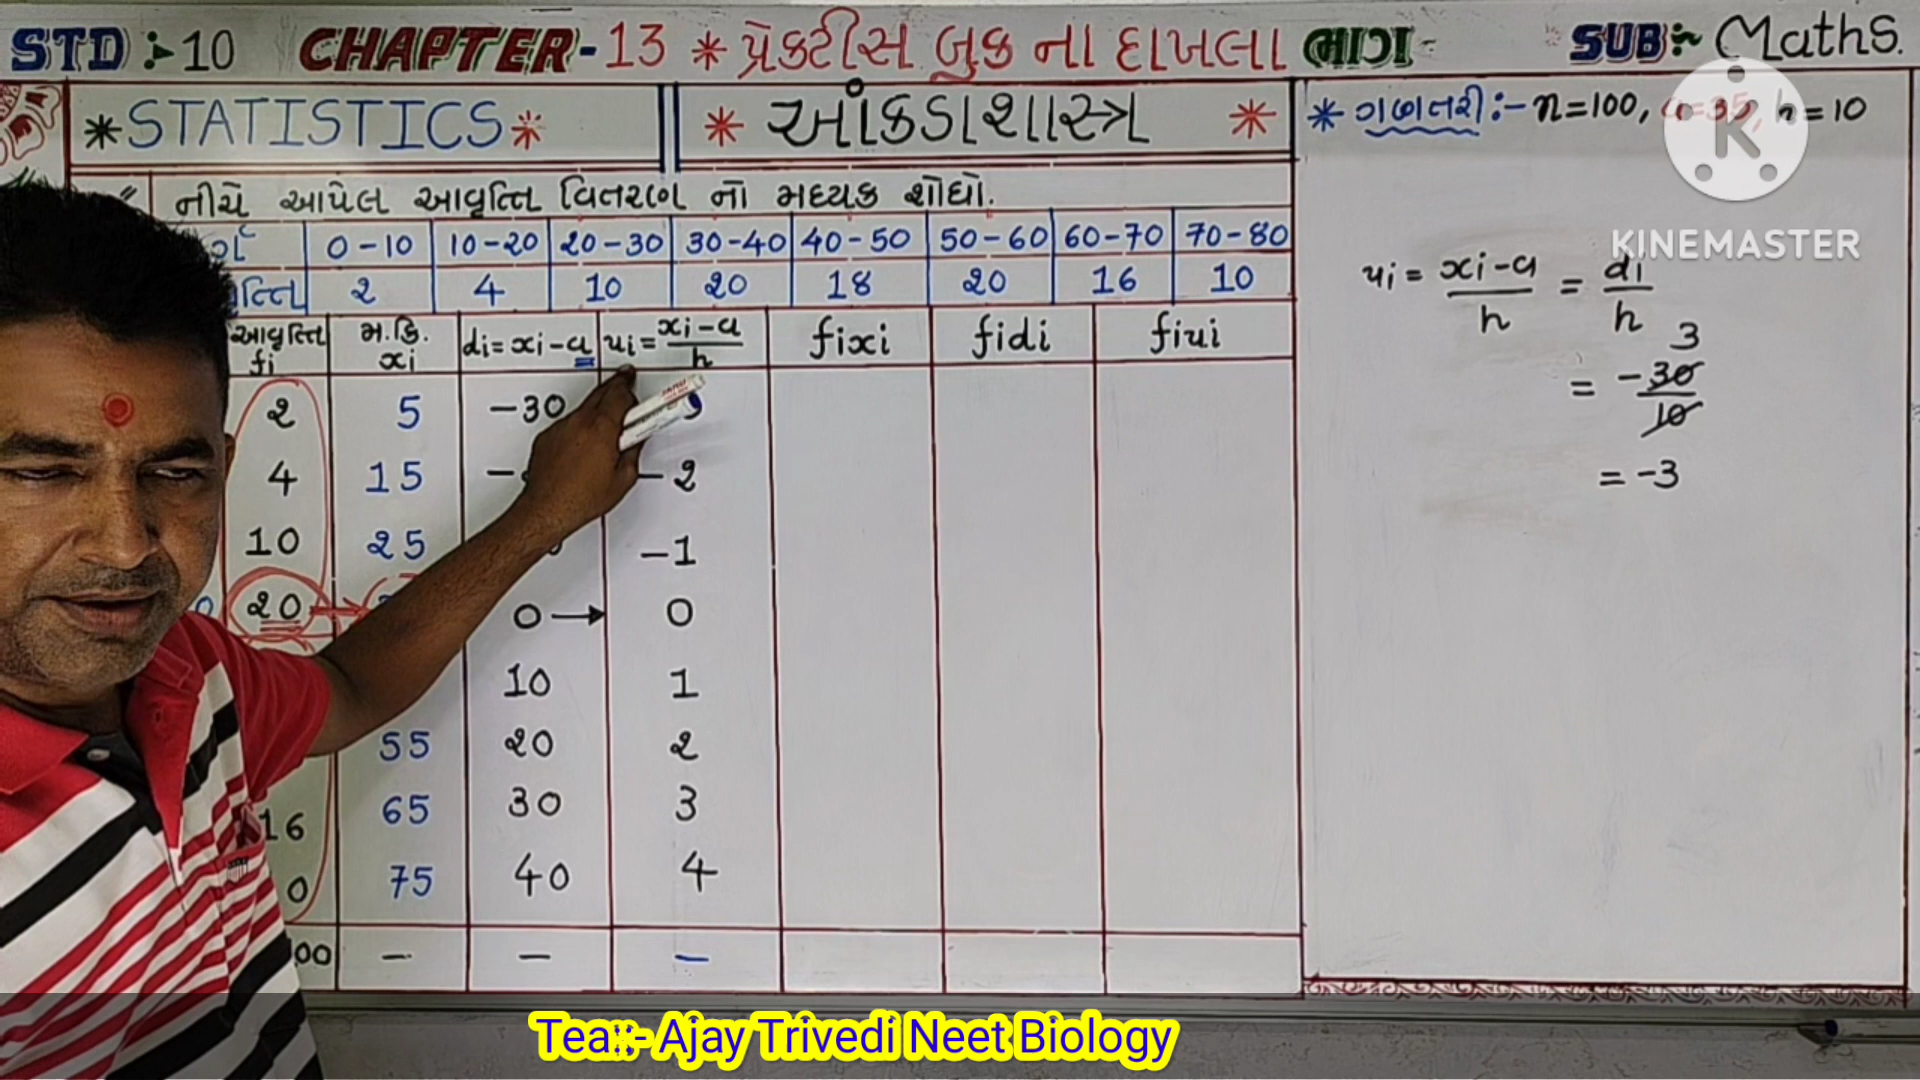 STD :- 10 CHAPTER - 13 * પ્રેક્ટીસ બુક ના દાખલા ભાગ - SUB :- Maths.
* STATISTICS * * આંકડાશાસ્ત્ર *
નીચે આપેલ આવૃત્તિ વિતરણ નો મધ્યક શોધો.
0-10 10-20 20-30 30-40 40-50 50-60 60-70 70-80
2 4 10 20 18 20 16 10
આવૃત્તિ fi મ.કિ. xi di = xi - a ui = xi - a / h fixi fidi fiui
2 5 -30
4 15 -2
10 25 -1
20 0 → 0
10 1
55 20 2
16 65 30 3
0 75 40 4
00 - - -
* ગણતરી :- n=100, a=35, h=10
ui = xi - a / h = di / h
3
= -30 / 10
= -3
K
KINEMASTER
Tea:- Ajay Trivedi Neet Biology